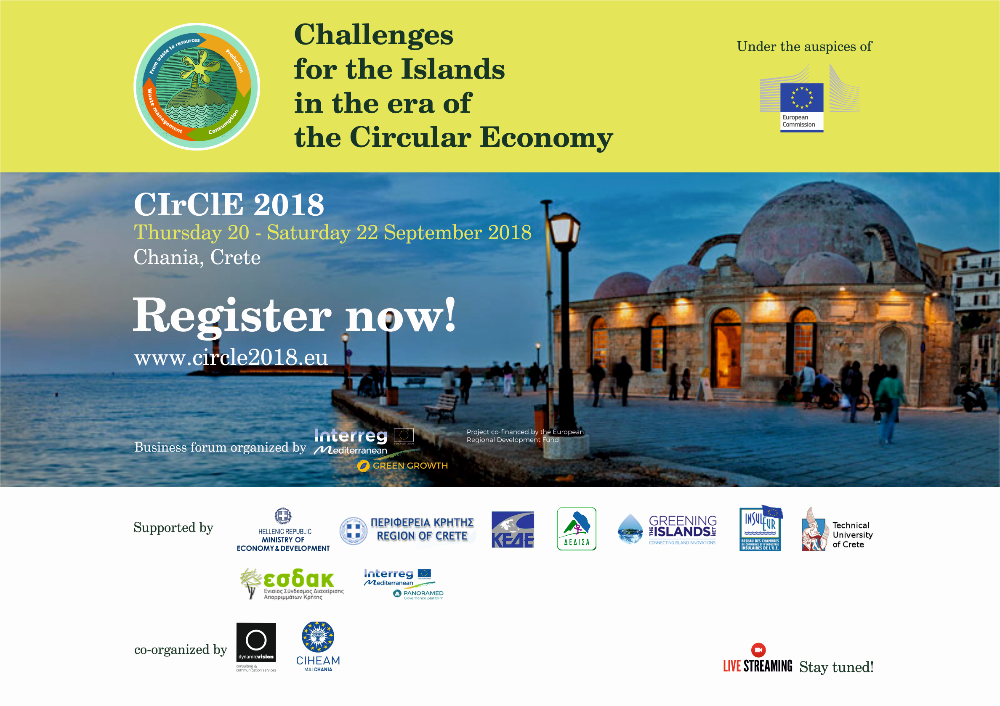 From waste to resources
Production
Consumption
Waste management
Challenges
for the Islands
in the era of
the Circular Economy
Under the auspices of
European
Commission
CIrClE 2018
Thursday 20 - Saturday 22 September 2018
Chania, Crete
Register now!
www.circle2018.eu
Business forum organized by
Interreg
EUROPEAN UNION
Mediterranean
GREEN GROWTH
Project co-financed by the European
Regional Development Fund
Supported by
HELLENIC REPUBLIC
MINISTRY OF
ECONOMY & DEVELOPMENT
ΠΕΡΙΦΕΡΕΙΑ ΚΡΗΤΗΣ
REGION OF CRETE
ΚΕΔΕ
ΔΕΔΙΣΑ
GREENING
THE ISLANDS.NET
CONNECTING ISLAND INNOVATIONS
INSULEUR
RESEAU DES CHAMBRES
DE COMMERCE ET D'INDUSTRIE
INSULAIRES DE L'U.E.
Technical
University
of Crete
εσδακ
Ενιαίος Σύνδεσμος Διαχείρισης
Απορριμμάτων Κρήτης
Interreg
EUROPEAN UNION
Mediterranean
PANORAMED
Governance platform
co-organized by
dynamicvision
consulting &
communication services
CIHEAM
MAI CHANIA
LIVE STREAMING
Stay tuned!